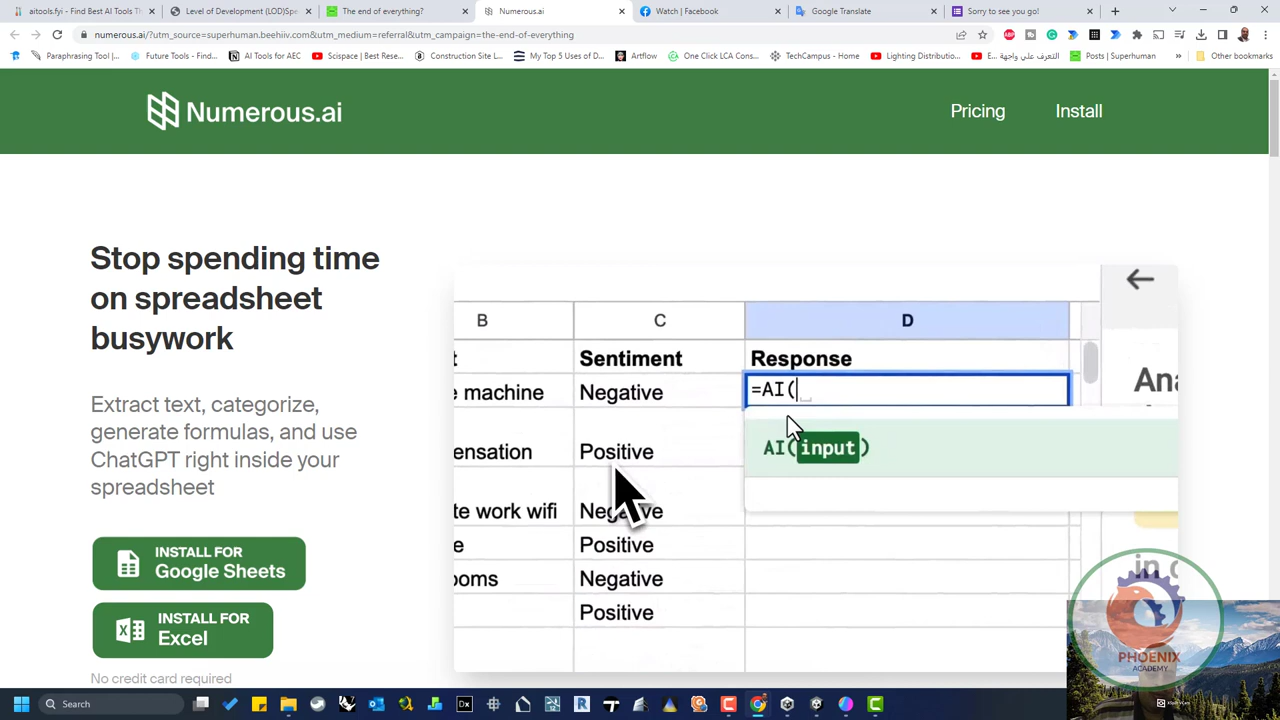 aitools.fyi - Find Best AI Tools Th
Level of Development (LOD)Spe
The end of everything?
Numerous.ai
Watch | Facebook
Google Translate
Sorry to see you go!
numerous.ai/?utm_source=superhuman.beehiiv.com&utm_medium=referral&utm_campaign=the-end-of-everything
Paraphrasing Tool |...
Future Tools - Find...
AI Tools for AEC
Scispace | Best Rese...
Construction Site L...
My Top 5 Uses of D...
Artflow
One Click LCA Cons...
TechCampus - Home
Lighting Distributio...
التعرف علي واجهة E...
Posts | Superhuman
Other bookmarks
Numerous.ai
Pricing
Install
Stop spending time
on spreadsheet
busywork
Extract text, categorize,
generate formulas, and use
ChatGPT right inside your
spreadsheet
INSTALL FOR
Google Sheets
INSTALL FOR
Excel
No credit card required
B C D
t Sentiment Response
e machine Negative =AI(
AI(input)
ensation Positive
te work wifi Negative
e Positive
ooms Negative
Positive
Ana
in c
PHOENIX
ACADEMY
Search